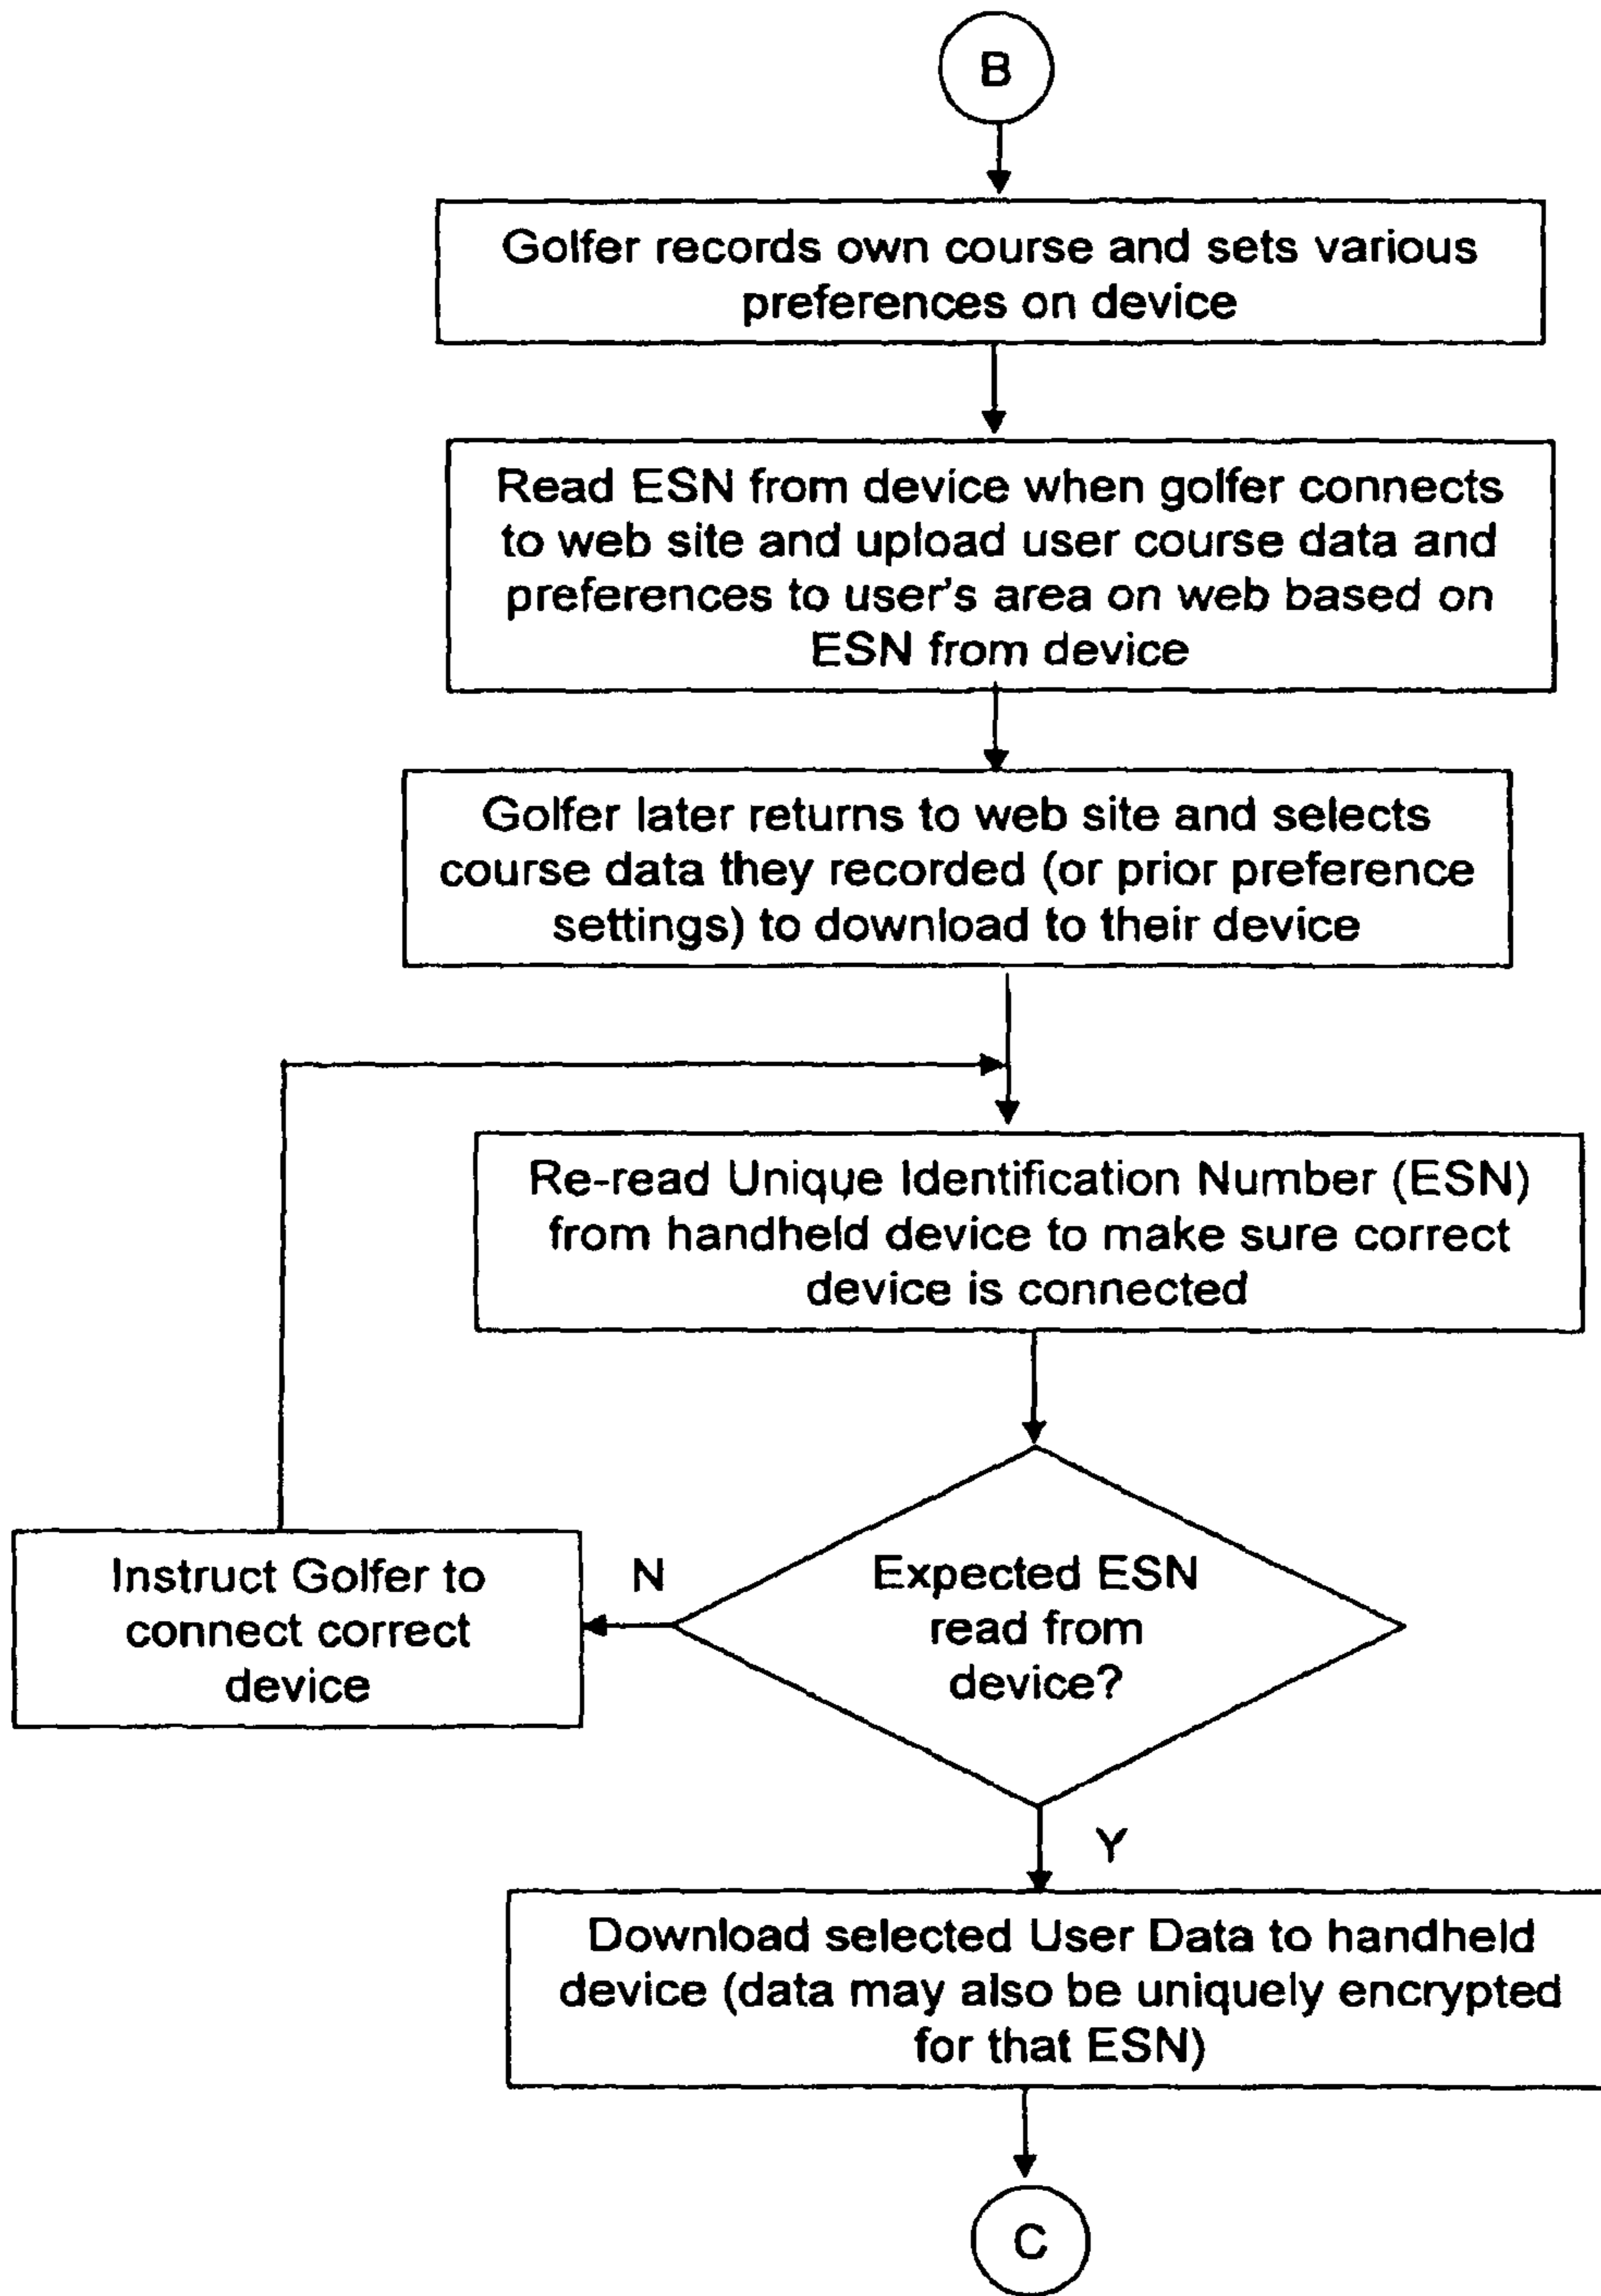 B
Golfer records own course and sets various
preferences on device
Read ESN from device when golfer connects
to web site and upload user course data and
preferences to user's area on web based on
ESN from device
Golfer later returns to web site and selects
course data they recorded (or prior preference
settings) to download to their device
Re-read Unique Identification Number (ESN)
from handheld device to make sure correct
device is connected
Expected ESN
read from
device?
N
Instruct Golfer to
connect correct
device
Y
Download selected User Data to handheld
device (data may also be uniquely encrypted
for that ESN)
C